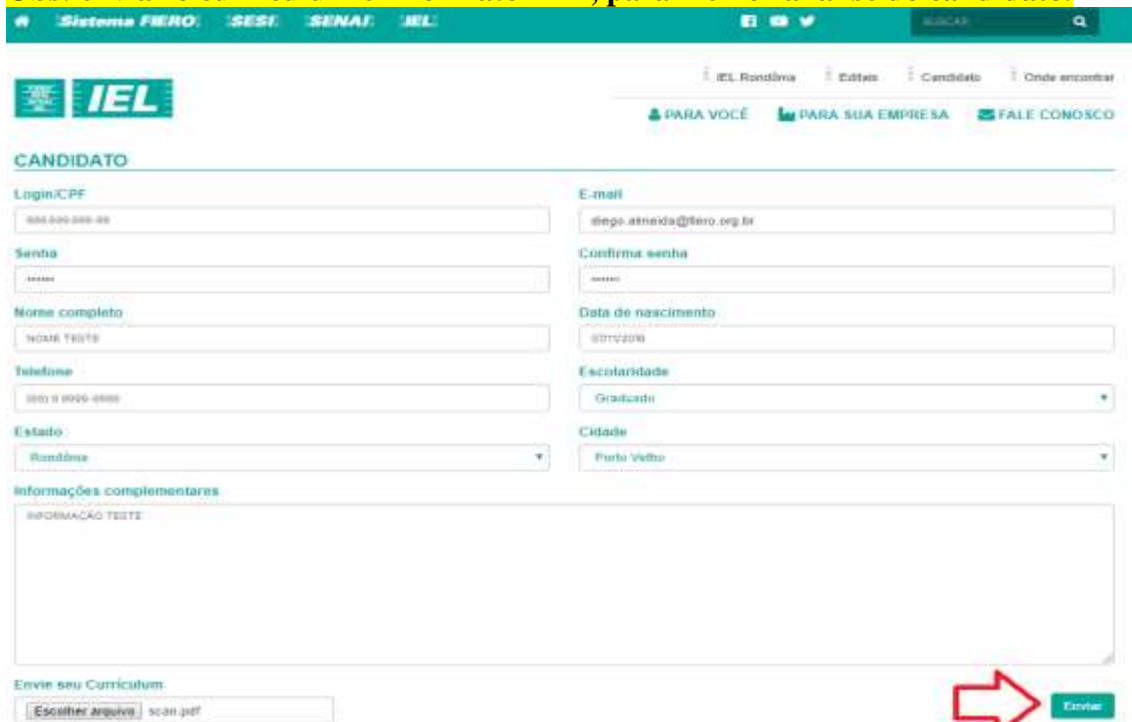 Sistema FIERO SESI SENAI IEL BUSCAR
IEL Rondônia Editais Candidato Onde encontrar
IEL
PARA VOCÊ PARA SUA EMPRESA FALE CONOSCO
CANDIDATO
Login/CPF E-mail
diego.almeida@fiero.org.br
Senha Confirma senha
****** ******
Nome completo Data de nascimento
NOME TESTE
Telefone Escolaridade
Graduado
Estado Cidade
Rondônia Porto Velho
Informações complementares
INFORMAÇÃO TESTE
Envie seu Curriculum
Escolher arquivo scan.pdf Enviar